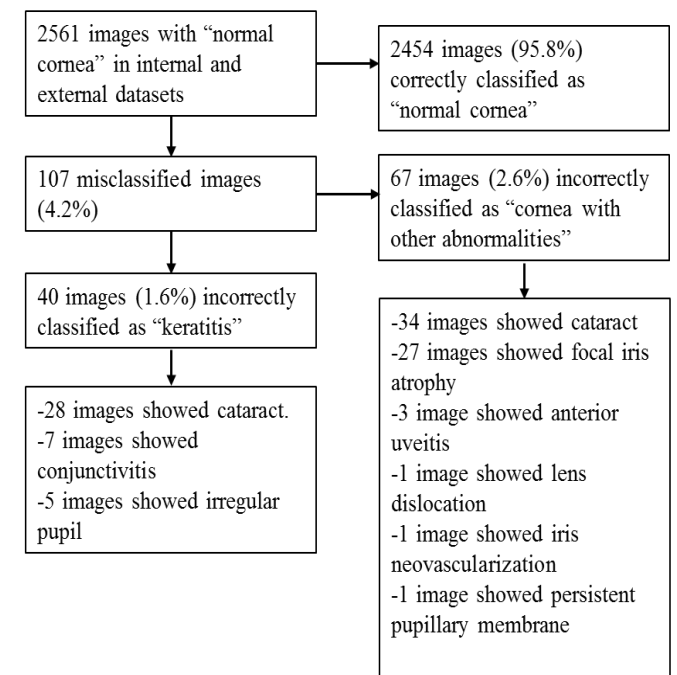 2561 images with “normal
cornea” in internal and
external datasets
2454 images (95.8%)
correctly classified as
“normal cornea”
107 misclassified images
(4.2%)
67 images (2.6%) incorrectly
classified as “cornea with
other abnormalities”
40 images (1.6%) incorrectly
classified as “keratitis”
-28 images showed cataract.
-7 images showed
conjunctivitis
-5 images showed irregular
pupil
-34 images showed cataract
-27 images showed focal iris
atrophy
-3 image showed anterior
uveitis
-1 image showed lens
dislocation
-1 image showed iris
neovascularization
-1 image showed persistent
pupillary membrane